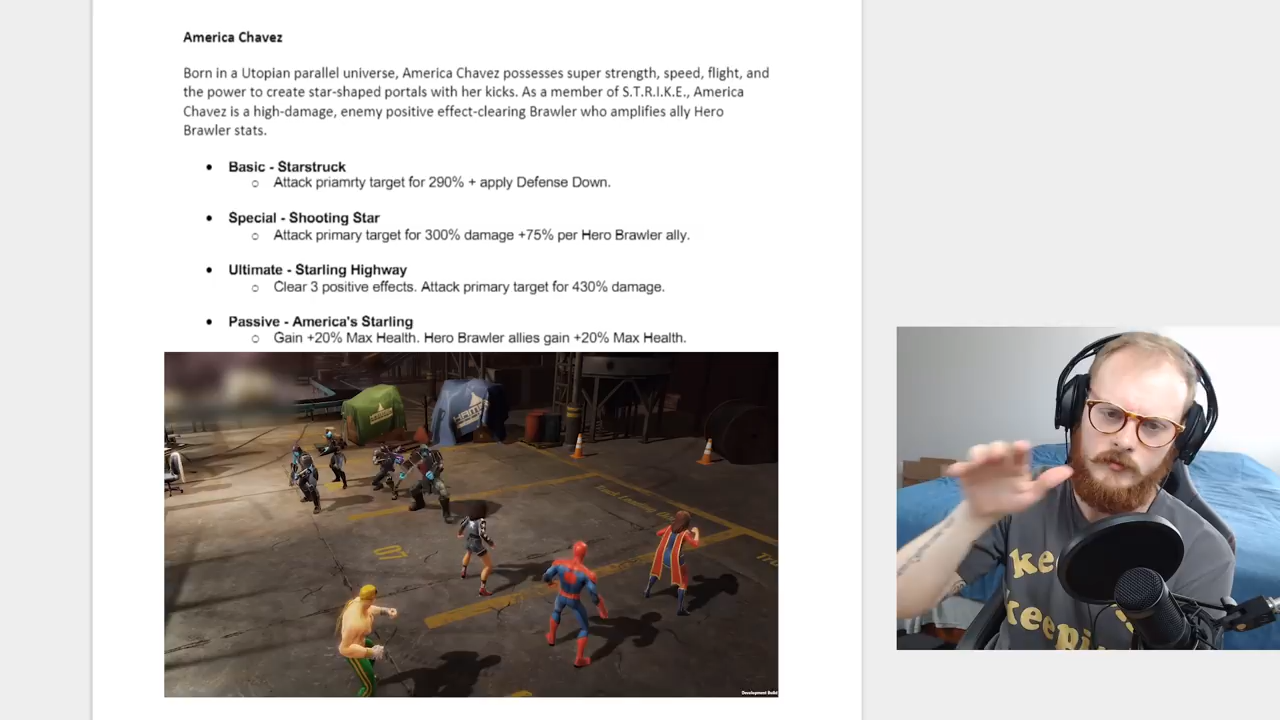 America Chavez
Born in a Utopian parallel universe, America Chavez possesses super strength, speed, flight, and
the power to create star-shaped portals with her kicks. As a member of S.T.R.I.K.E., America
Chavez is a high-damage, enemy positive effect-clearing Brawler who amplifies ally Hero
Brawler stats.
• Basic - Starstruck
o Attack priamrty target for 290% + apply Defense Down.
• Special - Shooting Star
o Attack primary target for 300% damage +75% per Hero Brawler ally.
• Ultimate - Starling Highway
o Clear 3 positive effects. Attack primary target for 430% damage.
• Passive - America's Starling
o Gain +20% Max Health. Hero Brawler allies gain +20% Max Health.
07
Development Build